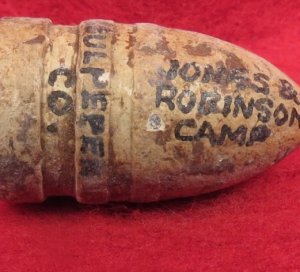 CULPEPER
CO.
JONES &
ROBINSON
CAMP